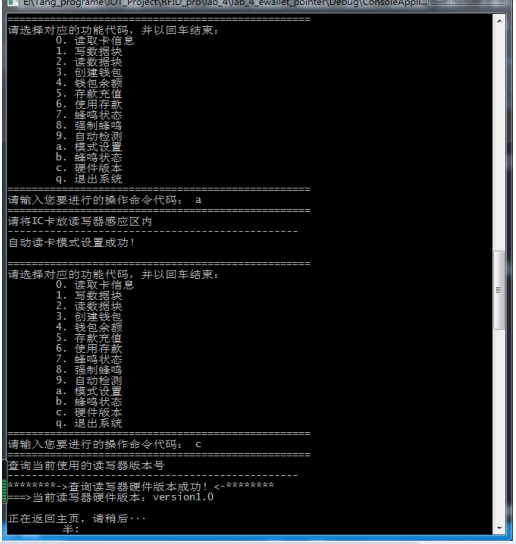 E:\Tang_programe\IOT_Project\RFID_pro\lab_4\lab_4_ewallet_pointer\Debug\ConsoleAppli...
==================================================
请选择对应的功能代码，并以回车结束：
0. 读取卡信息
1. 写数据块
2. 读数据块
3. 创建钱包
4. 钱包余额
5. 存款充值
6. 使用存款
7. 蜂鸣状态
8. 强制蜂鸣
9. 自动检测
a. 模式设置
b. 蜂鸣状态
c. 硬件版本
q. 退出系统
==================================================
请输入您要进行的操作命令代码： a
==================================================
请将IC卡放读写器感应区内
------------------------------------------------
自动读卡模式设置成功！
==================================================
请选择对应的功能代码，并以回车结束：
0. 读取卡信息
1. 写数据块
2. 读数据块
3. 创建钱包
4. 钱包余额
5. 存款充值
6. 使用存款
7. 蜂鸣状态
8. 强制蜂鸣
9. 自动检测
a. 模式设置
b. 蜂鸣状态
c. 硬件版本
q. 退出系统
==================================================
请输入您要进行的操作命令代码： c
==================================================
查询当前使用的读写器版本号
------------------------------------------------
********->查询读写器硬件版本成功！<-********
===>当前读写器硬件版本：version1.0
正在返回主页，请稍后···
半：